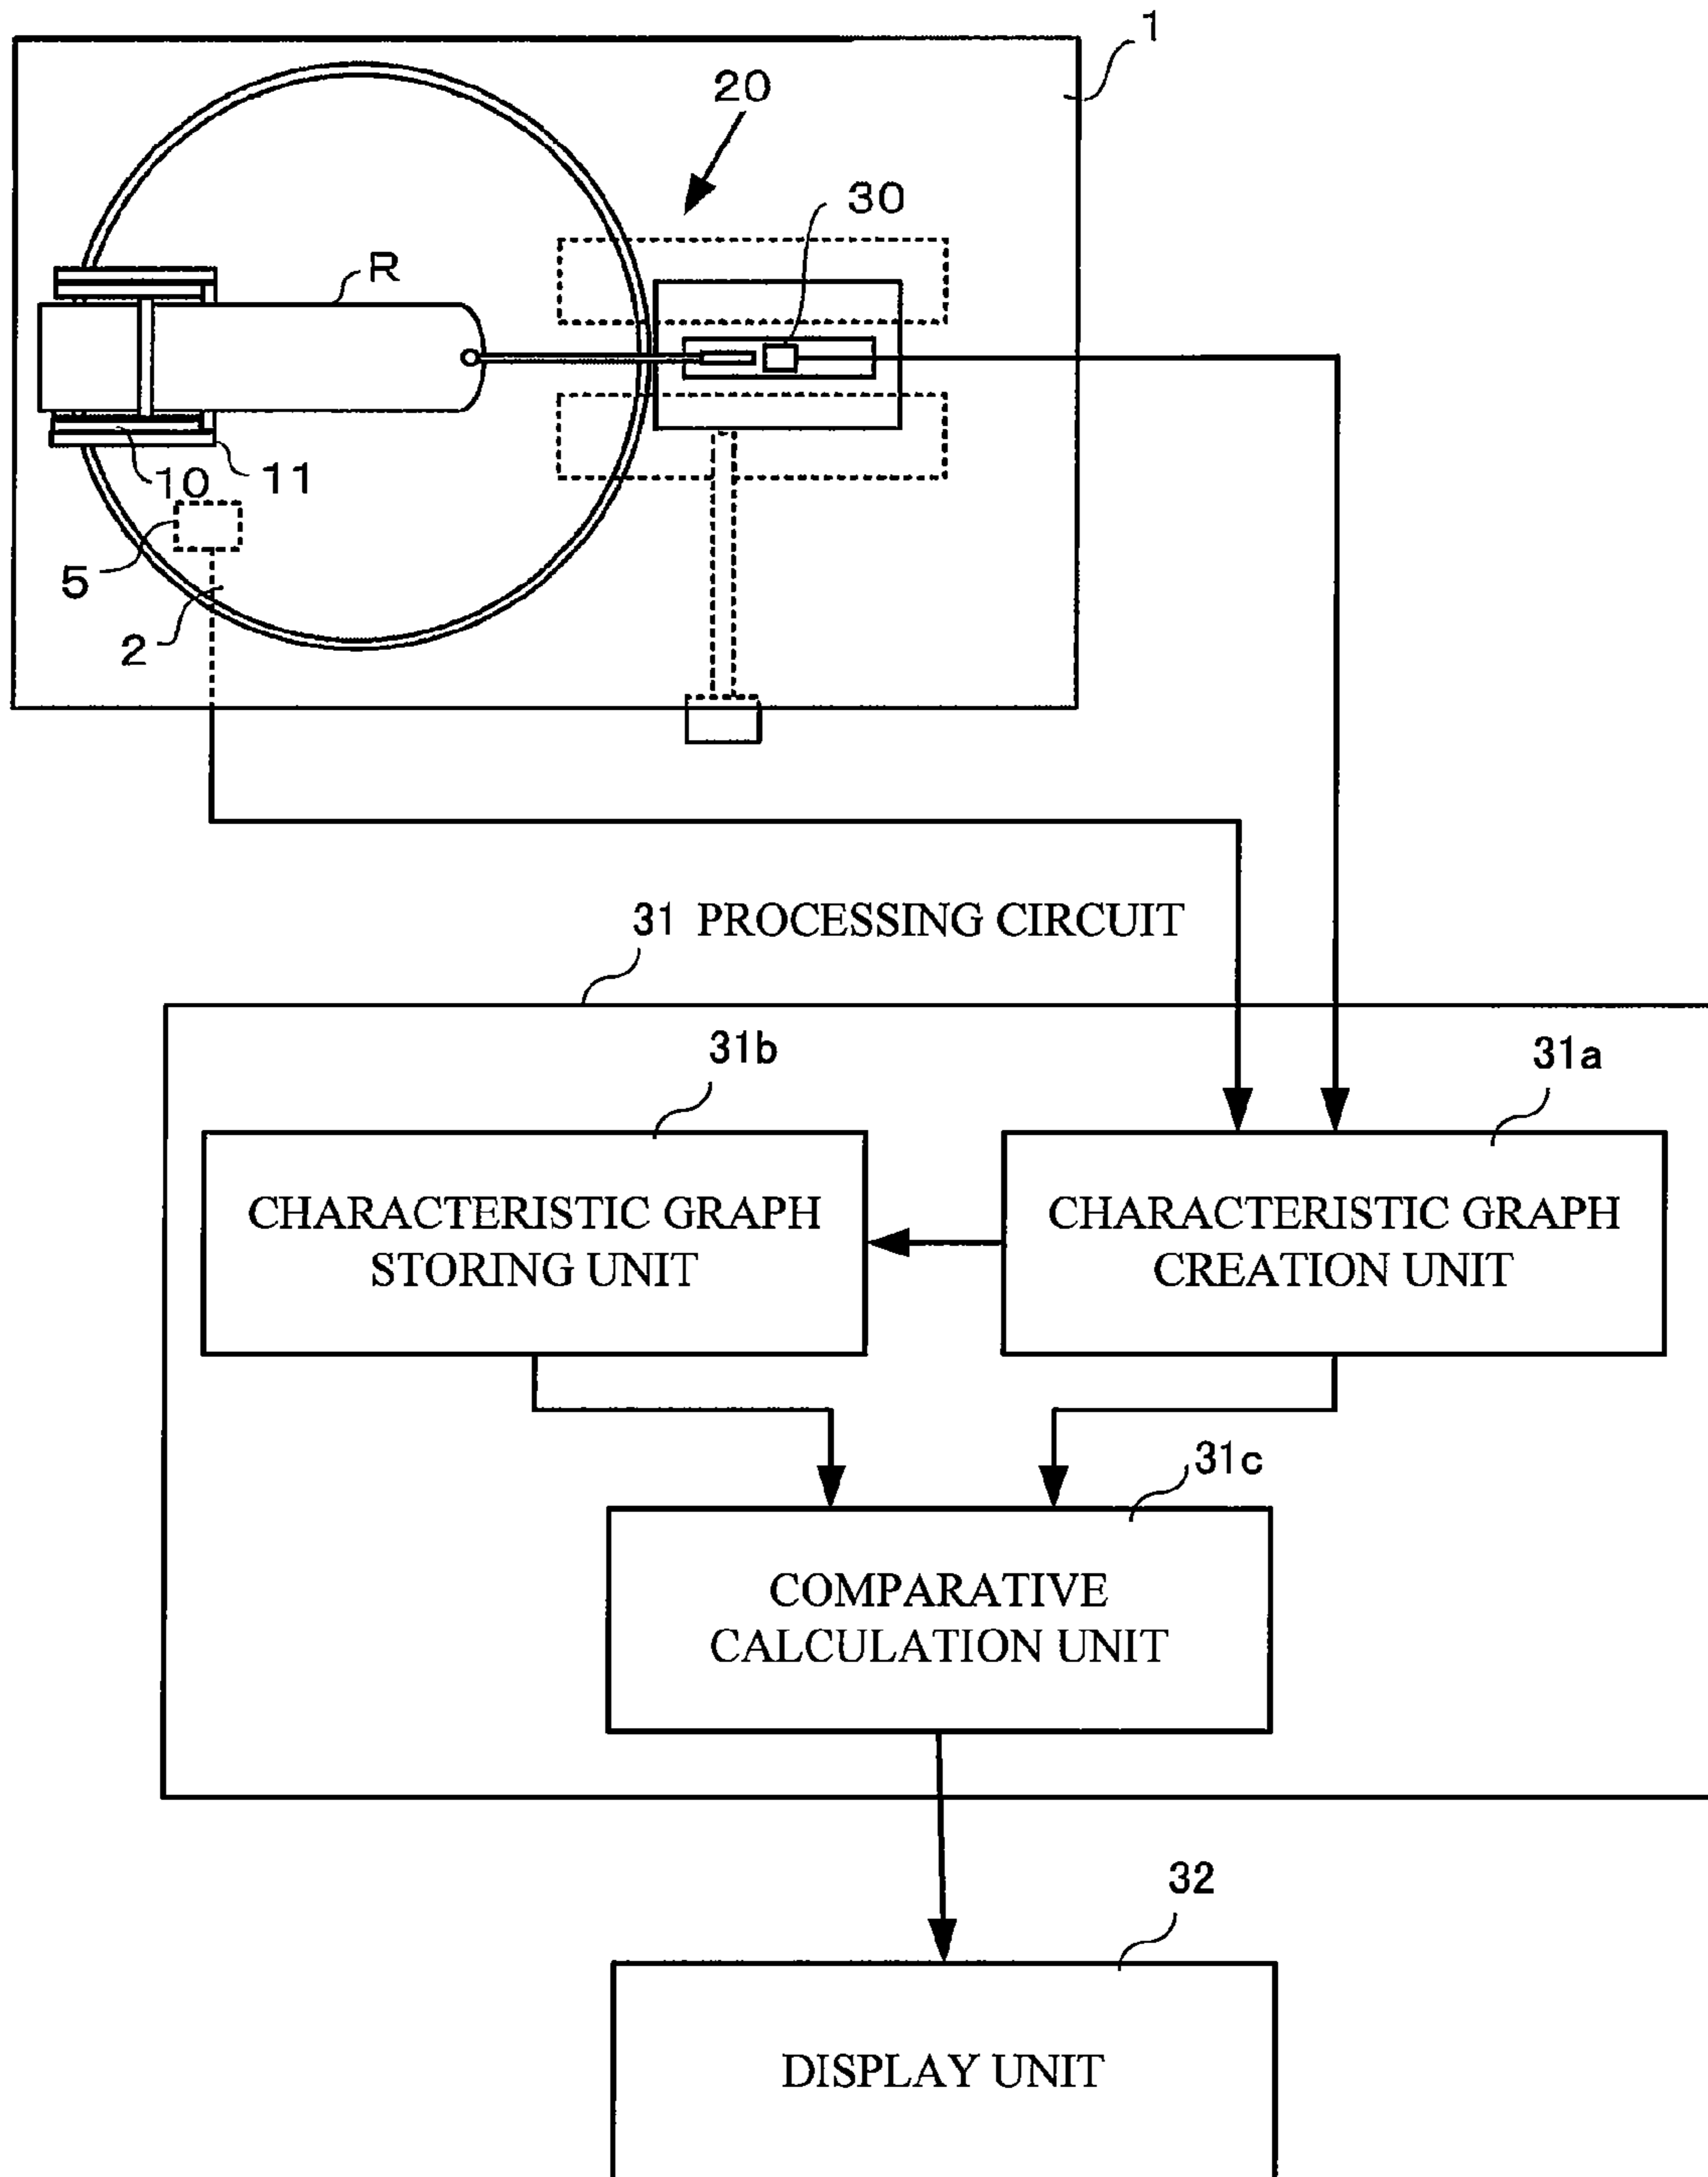 1
20
30
R
10
11
5
2
31 PROCESSING CIRCUIT
31b
31a
CHARACTERISTIC GRAPH
STORING UNIT
CHARACTERISTIC GRAPH
CREATION UNIT
31c
COMPARATIVE
CALCULATION UNIT
32
DISPLAY UNIT